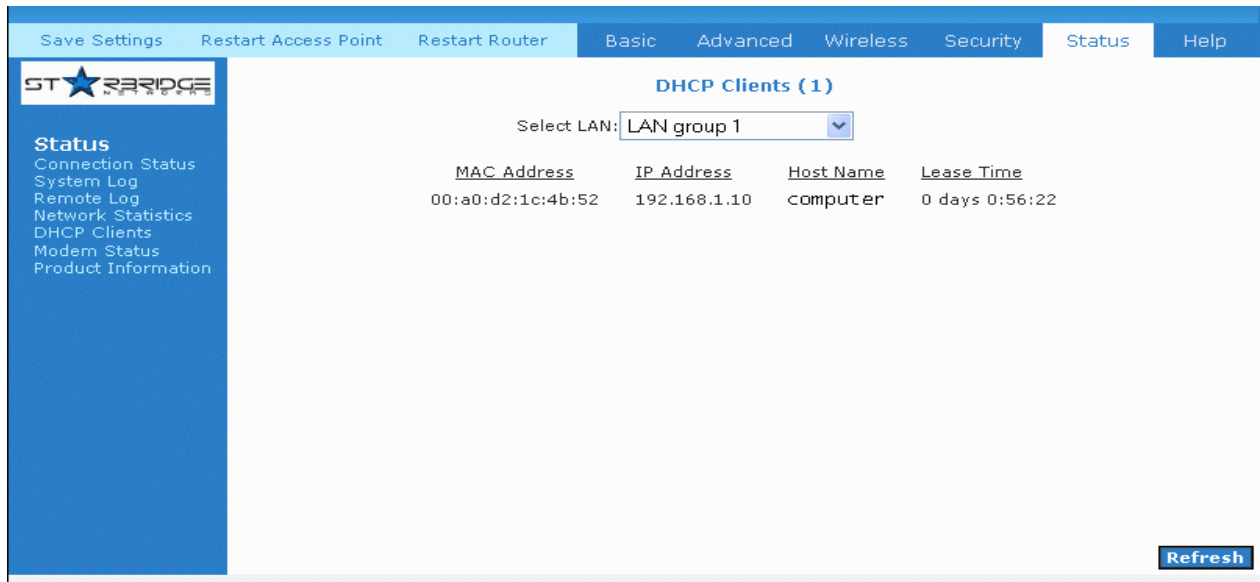 Save Settings Restart Access Point Restart Router Basic Advanced Wireless Security Status Help
ST RBRIDGE
NETWORKS
Status
Connection Status
System Log
Remote Log
Network Statistics
DHCP Clients
Modem Status
Product Information
DHCP Clients (1)
Select LAN: LAN group 1
MAC Address IP Address Host Name Lease Time
00:a0:d2:1c:4b:52 192.168.1.10 computer 0 days 0:56:22
Refresh